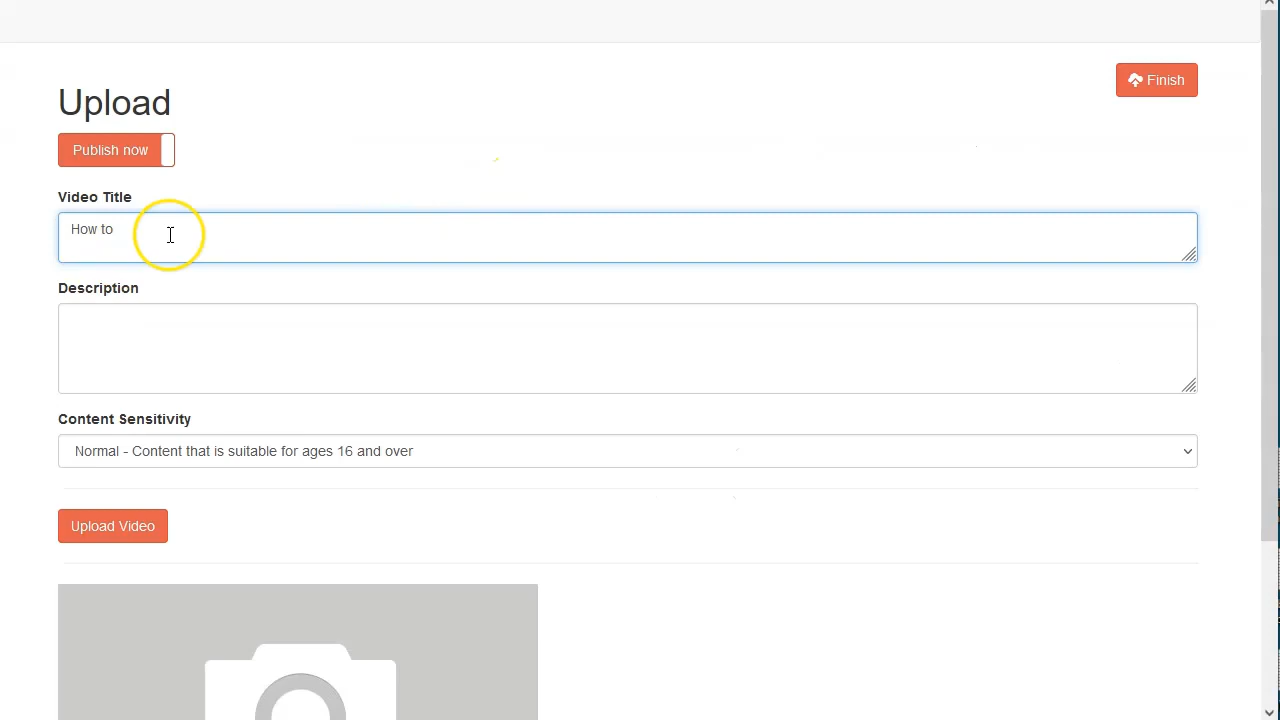 Finish
Upload
Publish now
Video Title
How to
Description
Content Sensitivity
Normal - Content that is suitable for ages 16 and over
Upload Video